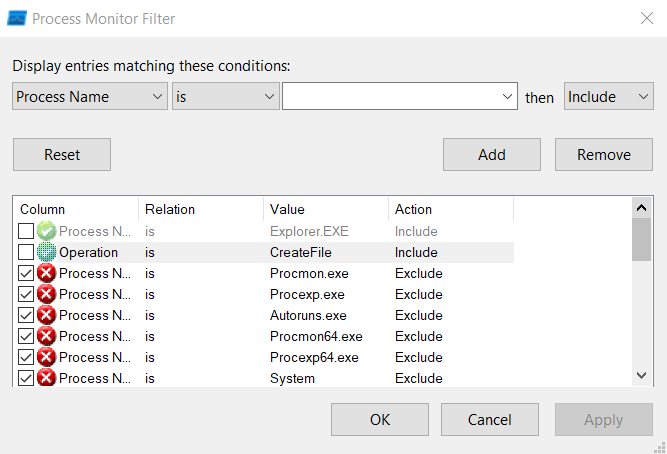 Process Monitor Filter
Display entries matching these conditions:
Process Name is then Include
Reset Add Remove
Column Relation Value Action
Process N... is Explorer.EXE Include
Operation is CreateFile Include
Process N... is Procmon.exe Exclude
Process N... is Procexp.exe Exclude
Process N... is Autoruns.exe Exclude
Process N... is Procmon64.exe Exclude
Process N... is Procexp64.exe Exclude
Process N... is System Exclude
OK Cancel Apply